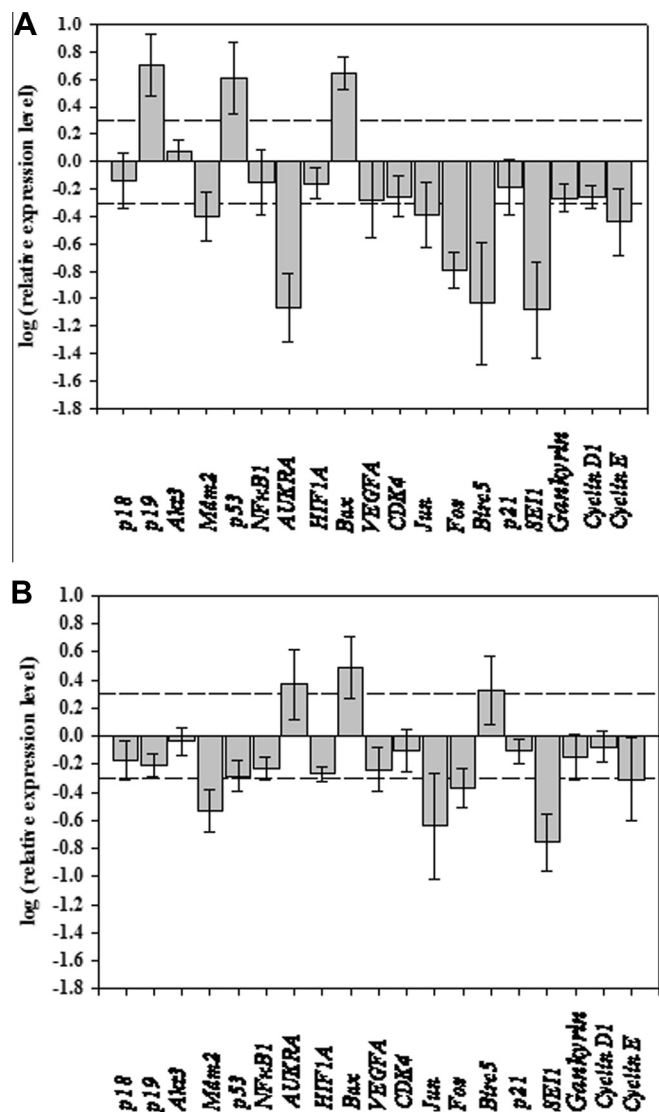 A
log (relative expression level)
1.0
0.8
0.6
0.4
0.2
0.0
-0.2
-0.4
-0.6
-0.8
-1.0
-1.2
-1.4
-1.6
-1.8
p18
p19
Akt3
Mdm2
p53
NFκB1
AUKRA
HIF1A
Bax
VEGFA
CDK4
Jun
Fos
Birc5
p21
SEI1
Gankyrin
Cyclin D1
Cyclin E
B
log (relative expression level)
1.0
0.8
0.6
0.4
0.2
0.0
-0.2
-0.4
-0.6
-0.8
-1.0
-1.2
-1.4
-1.6
-1.8
p18
p19
Akt3
Mdm2
p53
NFκB1
AUKRA
HIF1A
Bax
VEGFA
CDK4
Jun
Fos
Birc5
p21
SEI1
Gankyrin
Cyclin D1
Cyclin E